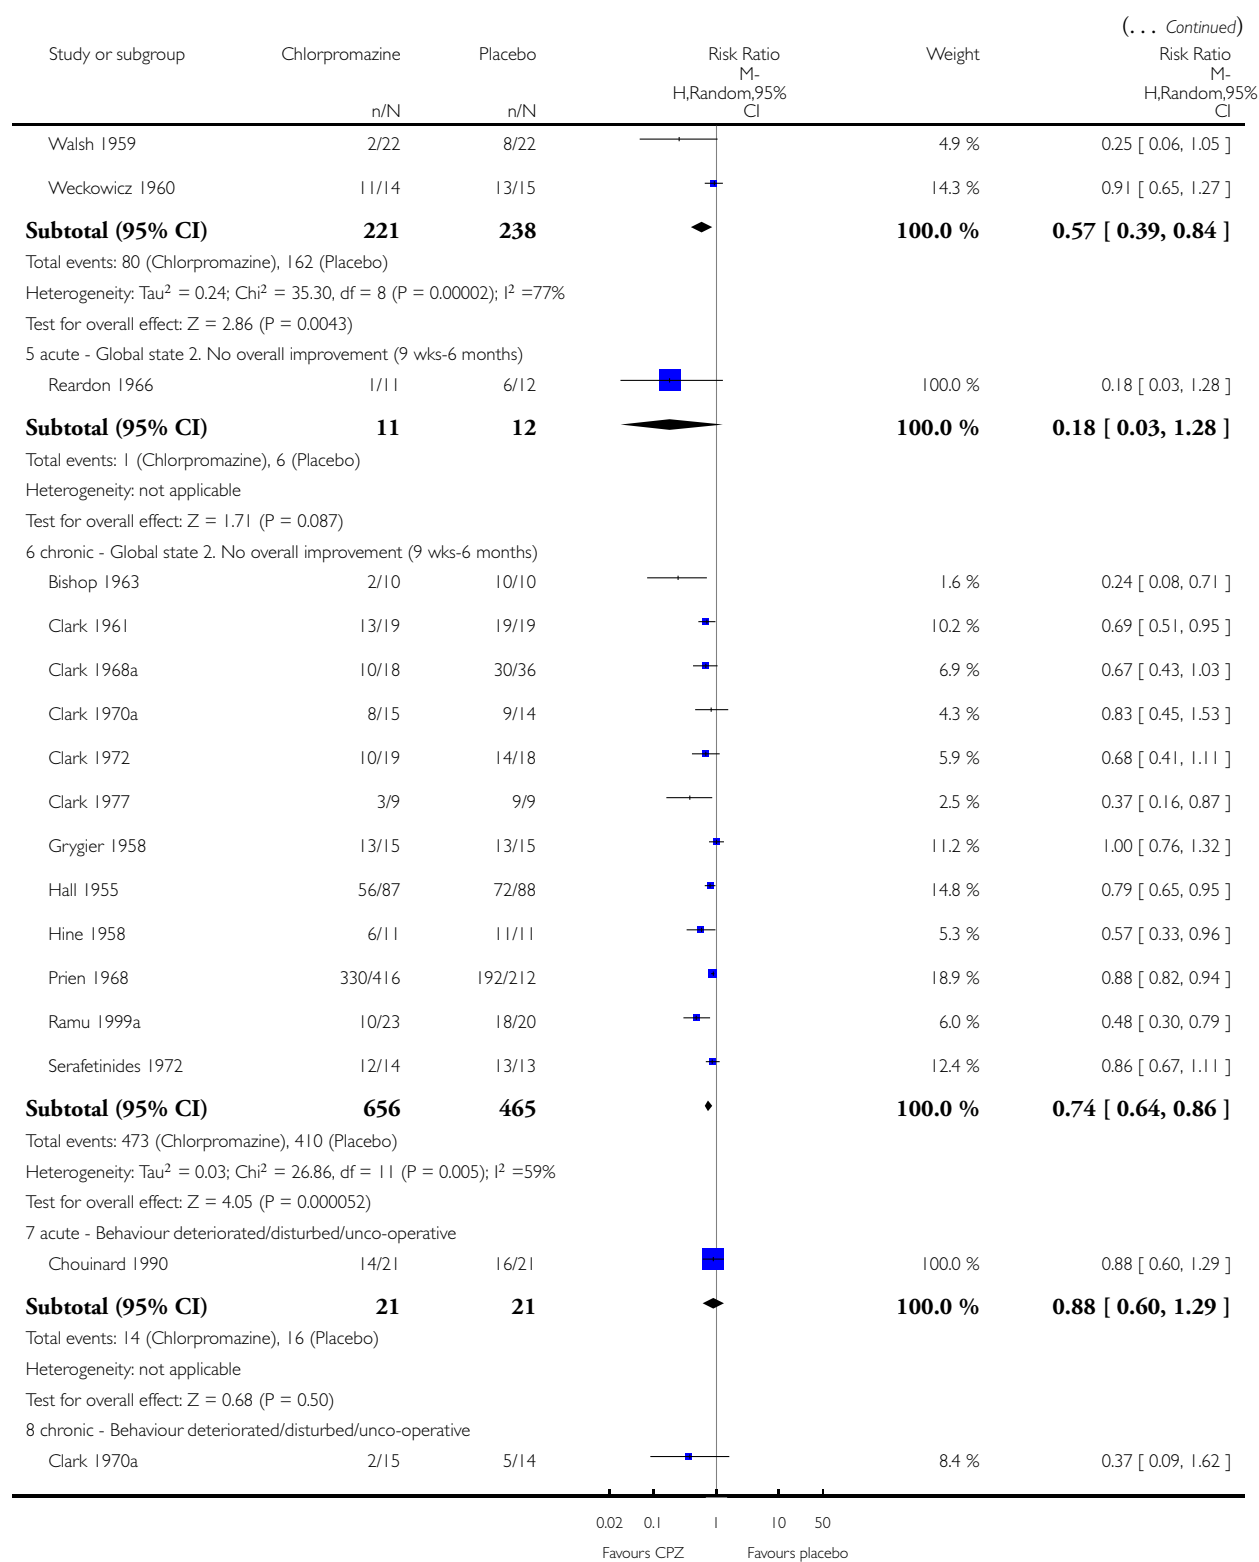 (... Continued)
Study or subgroup Chlorpromazine Placebo Risk Ratio Weight Risk Ratio
M- M-
H,Random,95% H,Random,95%
n/N n/N CI CI
Walsh 1959 2/22 8/22 4.9 % 0.25 [ 0.06, 1.05 ]
Weckowicz 1960 11/14 13/15 14.3 % 0.91 [ 0.65, 1.27 ]
Subtotal (95% CI) 221 238 100.0 % 0.57 [ 0.39, 0.84 ]
Total events: 80 (Chlorpromazine), 162 (Placebo)
Heterogeneity: Tau² = 0.24; Chi² = 35.30, df = 8 (P = 0.00002); I² =77%
Test for overall effect: Z = 2.86 (P = 0.0043)
5 acute - Global state 2. No overall improvement (9 wks-6 months)
Reardon 1966 1/11 6/12 100.0 % 0.18 [ 0.03, 1.28 ]
Subtotal (95% CI) 11 12 100.0 % 0.18 [ 0.03, 1.28 ]
Total events: 1 (Chlorpromazine), 6 (Placebo)
Heterogeneity: not applicable
Test for overall effect: Z = 1.71 (P = 0.087)
6 chronic - Global state 2. No overall improvement (9 wks-6 months)
Bishop 1963 2/10 10/10 1.6 % 0.24 [ 0.08, 0.71 ]
Clark 1961 13/19 19/19 10.2 % 0.69 [ 0.51, 0.95 ]
Clark 1968a 10/18 30/36 6.9 % 0.67 [ 0.43, 1.03 ]
Clark 1970a 8/15 9/14 4.3 % 0.83 [ 0.45, 1.53 ]
Clark 1972 10/19 14/18 5.9 % 0.68 [ 0.41, 1.11 ]
Clark 1977 3/9 9/9 2.5 % 0.37 [ 0.16, 0.87 ]
Grygier 1958 13/15 13/15 11.2 % 1.00 [ 0.76, 1.32 ]
Hall 1955 56/87 72/88 14.8 % 0.79 [ 0.65, 0.95 ]
Hine 1958 6/11 11/11 5.3 % 0.57 [ 0.33, 0.96 ]
Prien 1968 330/416 192/212 18.9 % 0.88 [ 0.82, 0.94 ]
Ramu 1999a 10/23 18/20 6.0 % 0.48 [ 0.30, 0.79 ]
Serafetinides 1972 12/14 13/13 12.4 % 0.86 [ 0.67, 1.11 ]
Subtotal (95% CI) 656 465 100.0 % 0.74 [ 0.64, 0.86 ]
Total events: 473 (Chlorpromazine), 410 (Placebo)
Heterogeneity: Tau² = 0.03; Chi² = 26.86, df = 11 (P = 0.005); I² =59%
Test for overall effect: Z = 4.05 (P = 0.000052)
7 acute - Behaviour deteriorated/disturbed/unco-operative
Chouinard 1990 14/21 16/21 100.0 % 0.88 [ 0.60, 1.29 ]
Subtotal (95% CI) 21 21 100.0 % 0.88 [ 0.60, 1.29 ]
Total events: 14 (Chlorpromazine), 16 (Placebo)
Heterogeneity: not applicable
Test for overall effect: Z = 0.68 (P = 0.50)
8 chronic - Behaviour deteriorated/disturbed/unco-operative
Clark 1970a 2/15 5/14 8.4 % 0.37 [ 0.09, 1.62 ]
0.02 0.1 1 10 50
Favours CPZ Favours placebo